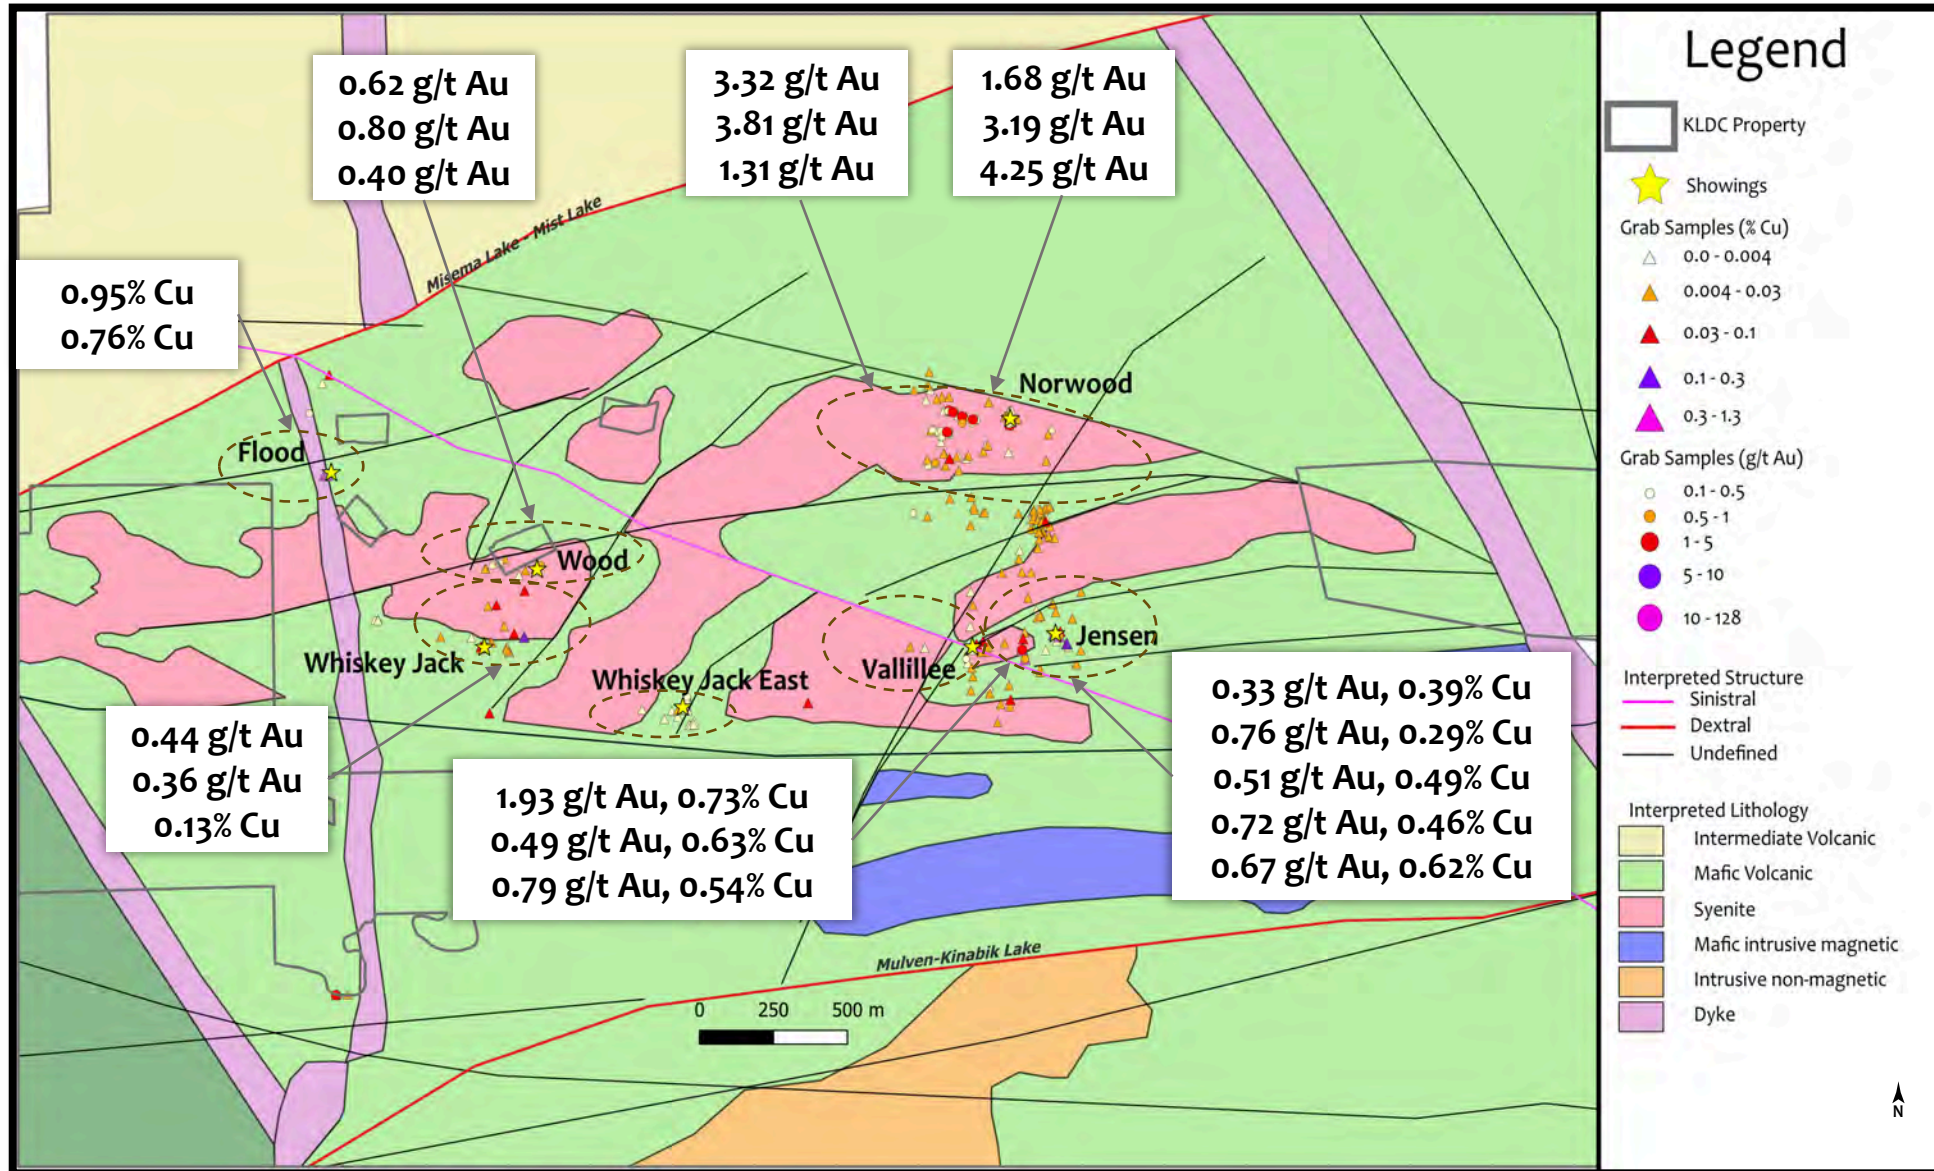 0.62 g/t Au
0.80 g/t Au
0.40 g/t Au
3.32 g/t Au
3.81 g/t Au
1.31 g/t Au
1.68 g/t Au
3.19 g/t Au
4.25 g/t Au
Misema Lake - Mist Lake
0.95% Cu
0.76% Cu
Norwood
Flood
Wood
Whiskey Jack
Whiskey Jack East
Vallillee
Jensen
0.44 g/t Au
0.36 g/t Au
0.13% Cu
1.93 g/t Au, 0.73% Cu
0.49 g/t Au, 0.63% Cu
0.79 g/t Au, 0.54% Cu
0.33 g/t Au, 0.39% Cu
0.76 g/t Au, 0.29% Cu
0.51 g/t Au, 0.49% Cu
0.72 g/t Au, 0.46% Cu
0.67 g/t Au, 0.62% Cu
Mulven-Kinabik Lake
0 250 500 m
Legend
KLDC Property
Showings
Grab Samples (% Cu)
0.0 - 0.004
0.004 - 0.03
0.03 - 0.1
0.1 - 0.3
0.3 - 1.3
Grab Samples (g/t Au)
0.1 - 0.5
0.5 - 1
1 - 5
5 - 10
10 - 128
Interpreted Structure
Sinistral
Dextral
Undefined
Interpreted Lithology
Intermediate Volcanic
Mafic Volcanic
Syenite
Mafic intrusive magnetic
Intrusive non-magnetic
Dyke
N